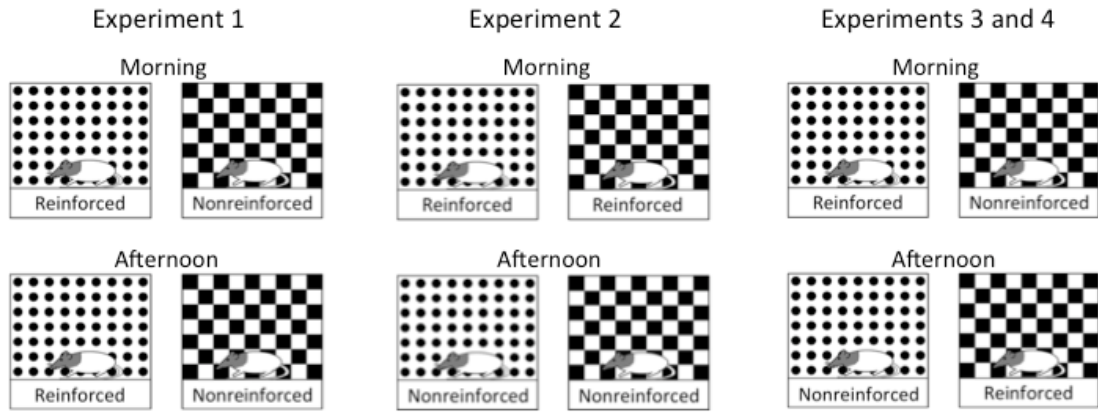 Experiment 1
Experiment 2
Experiments 3 and 4
Morning
Morning
Morning
Reinforced
Nonreinforced
Reinforced
Reinforced
Reinforced
Nonreinforced
Afternoon
Afternoon
Afternoon
Reinforced
Nonreinforced
Nonreinforced
Nonreinforced
Nonreinforced
Reinforced